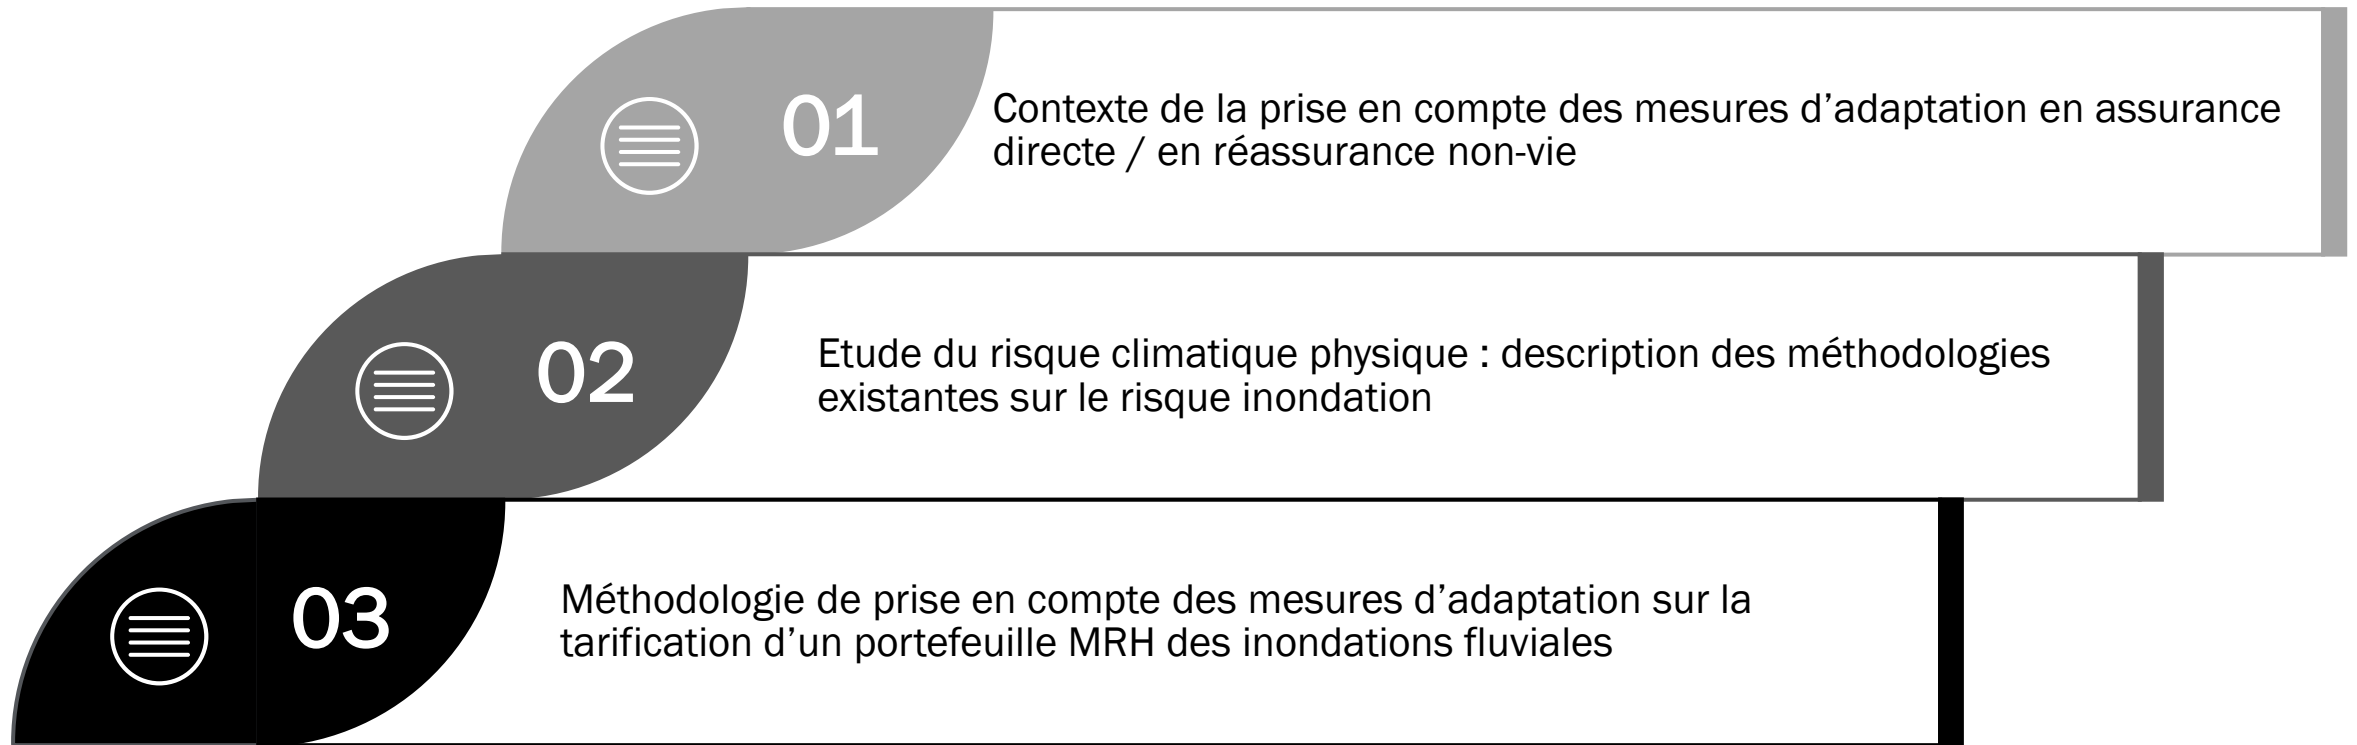 01
Contexte de la prise en compte des mesures d’adaptation en assurance
directe / en réassurance non-vie
02
Etude du risque climatique physique : description des méthodologies
existantes sur le risque inondation
03
Méthodologie de prise en compte des mesures d’adaptation sur la
tarification d’un portefeuille MRH des inondations fluviales